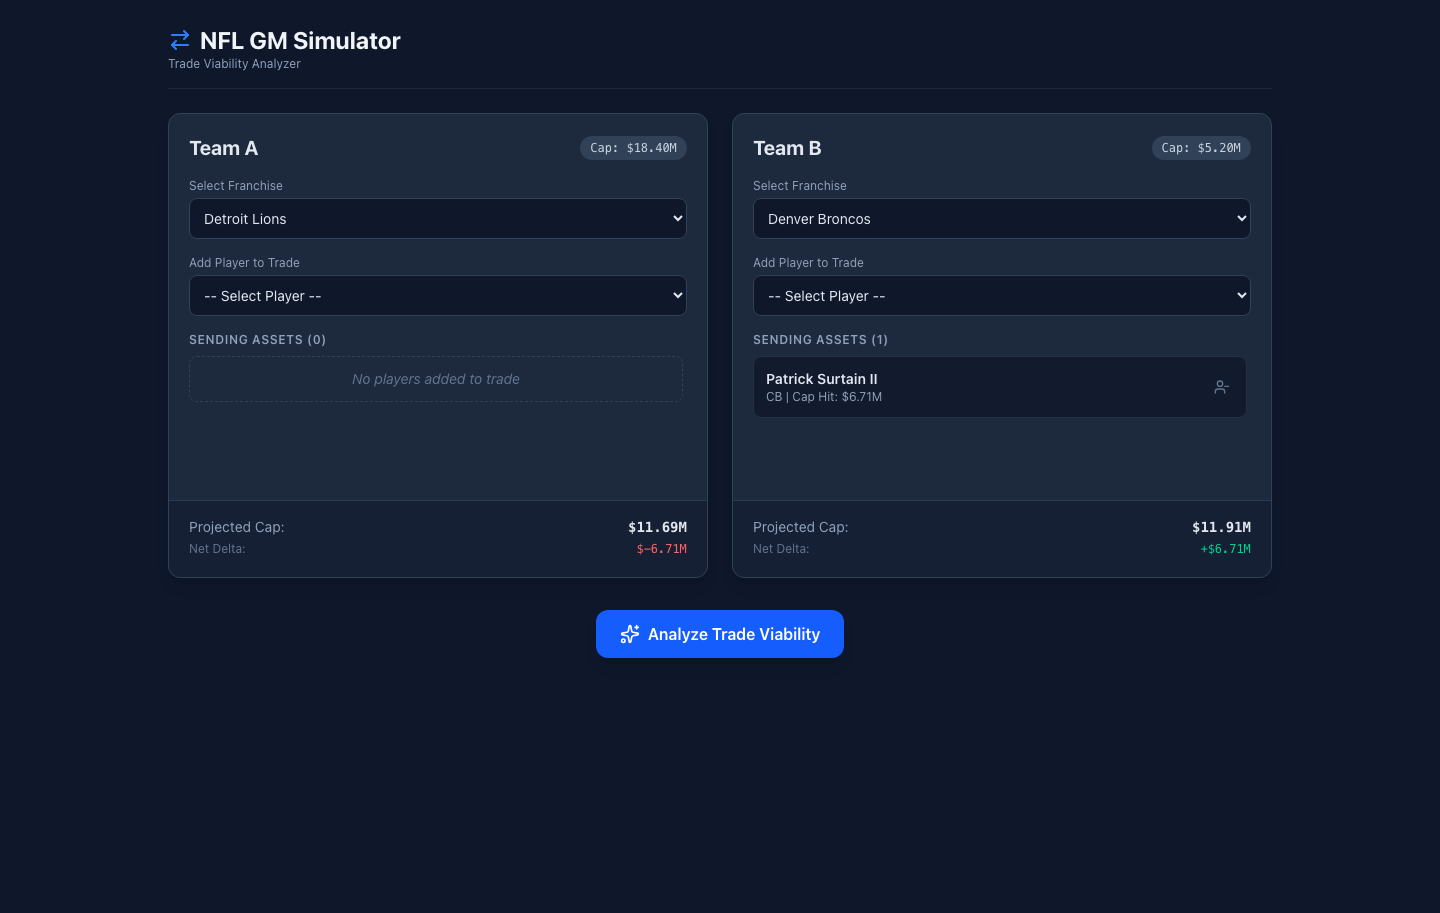 NFL GM Simulator
Trade Viability Analyzer
Team A
Cap: $18.40M
Select Franchise
Detroit Lions
Add Player to Trade
-- Select Player --
SENDING ASSETS (0)
No players added to trade
Projected Cap:
$11.69M
Net Delta:
$-6.71M
Team B
Cap: $5.20M
Select Franchise
Denver Broncos
Add Player to Trade
-- Select Player --
SENDING ASSETS (1)
Patrick Surtain II
CB | Cap Hit: $6.71M
Projected Cap:
$11.91M
Net Delta:
+$6.71M
Analyze Trade Viability